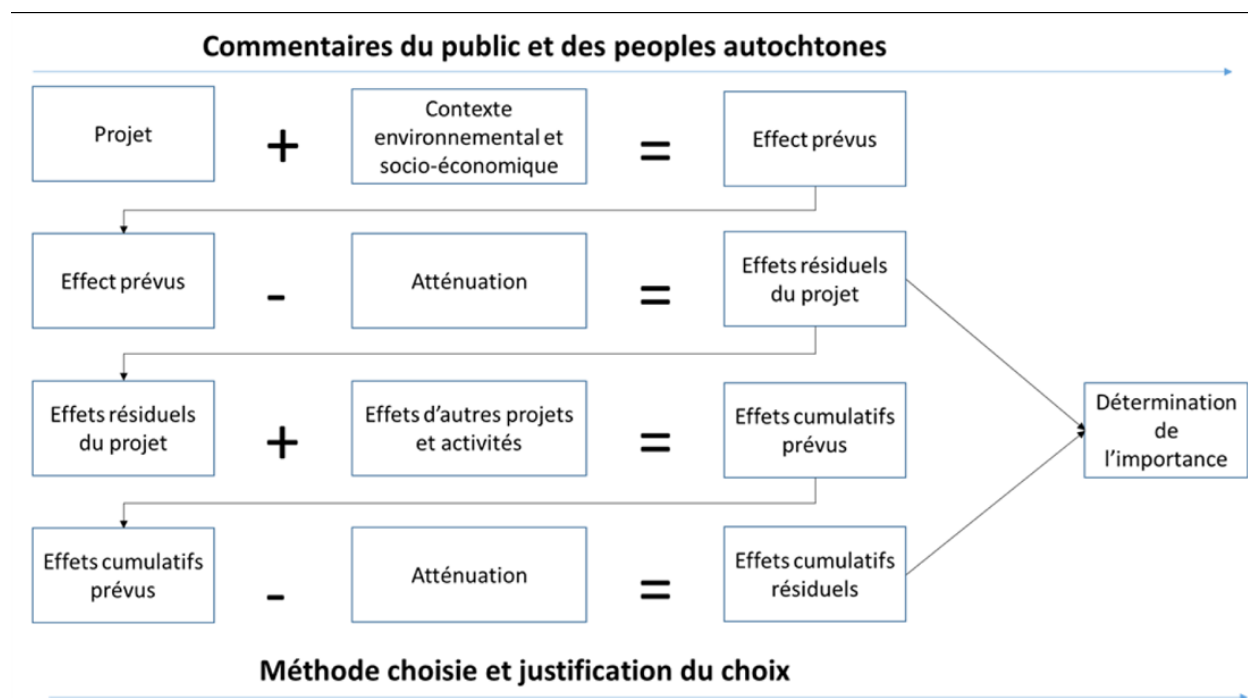 Commentaires du public et des peoples autochtones
Projet
+
Contexte
environnemental et
socio-économique
=
Effect prévus
Effect prévus
-
Atténuation
=
Effets résiduels
du projet
Effets résiduels
du projet
+
Effets d'autres projets
et activités
=
Effets cumulatifs
prévus
Détermination
de
l'importance
Effets cumulatifs
prévus
-
Atténuation
=
Effets cumulatifs
résiduels
Méthode choisie et justification du choix